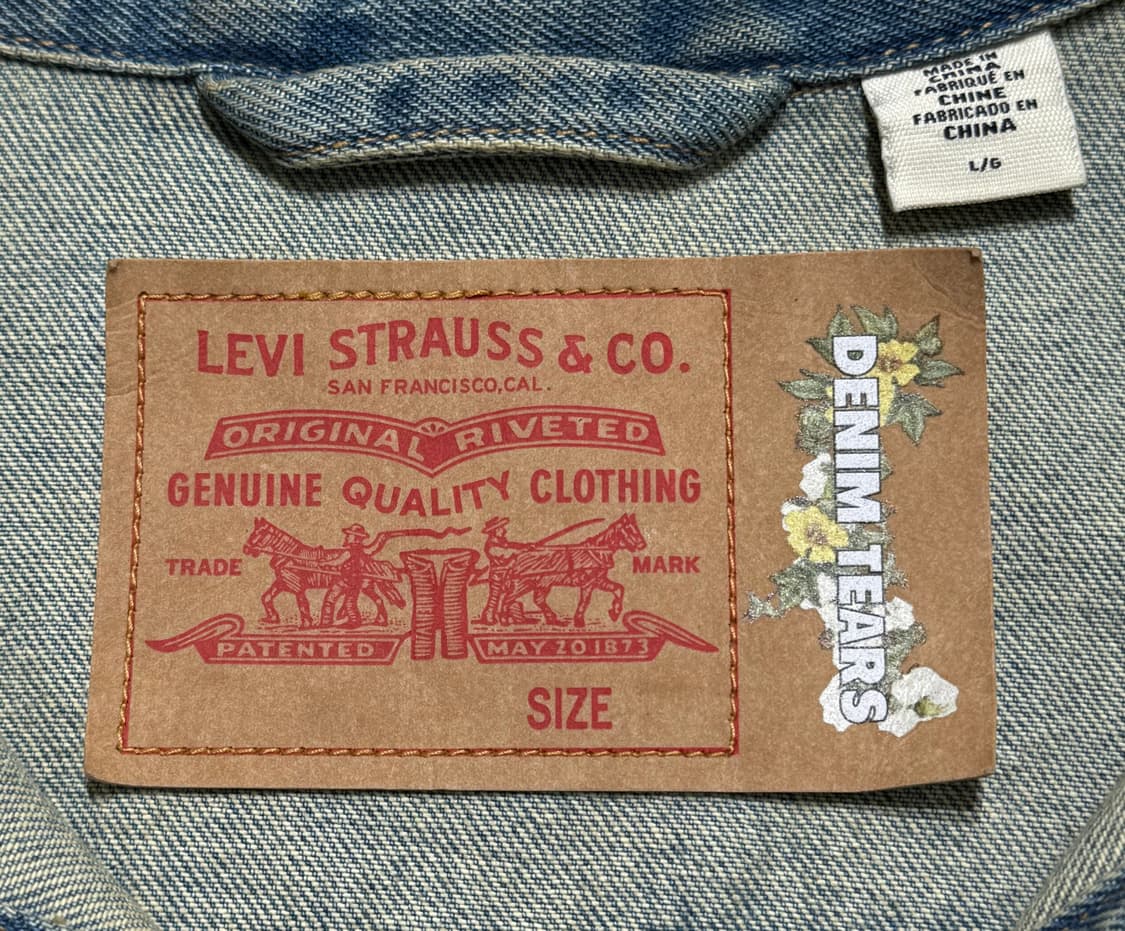 MADE IN
CHINA
FABRIQUÉ EN
CHINE
FABRICADO EN
CHINA
L/G
LEVI STRAUSS & CO.
SAN FRANCISCO, CAL.
ORIGINAL RIVETED
GENUINE QUALITY CLOTHING
TRADE MARK
PATENTED MAY 20 1873
SIZE
DENIM TEARS